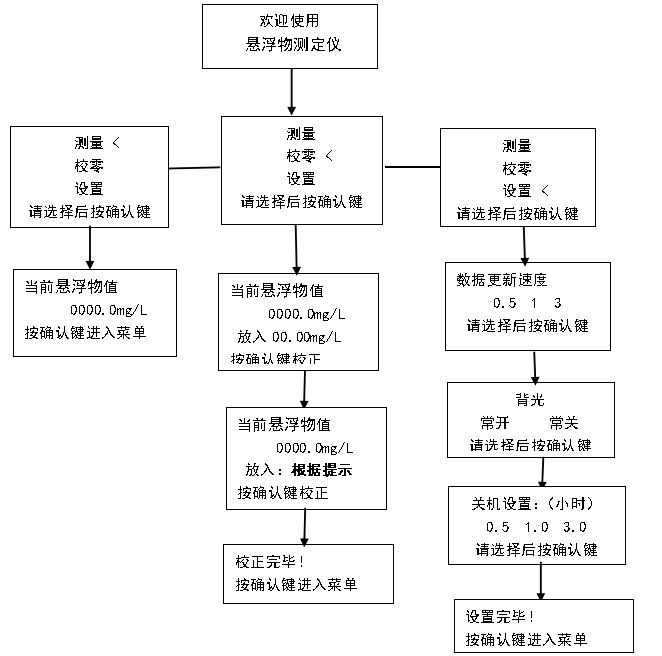 欢迎使用
悬浮物测定仪
测量 <
校零
设置
请选择后按确认键
测量
校零 <
设置
请选择后按确认键
测量
校零
设置 <
请选择后按确认键
当前悬浮物值
0000.0mg/L
按确认键进入菜单
当前悬浮物值
0000.0mg/L
放入 00.00mg/L
按确认键校正
当前悬浮物值
0000.0mg/L
放入：根据提示
按确认键校正
校正完毕！
按确认键进入菜单
数据更新速度
0.5 1 3
请选择后按确认键
背光
常开 常关
请选择后按确认键
关机设置：（小时）
0.5 1.0 3.0
请选择后按确认键
设置完毕！
按确认键进入菜单